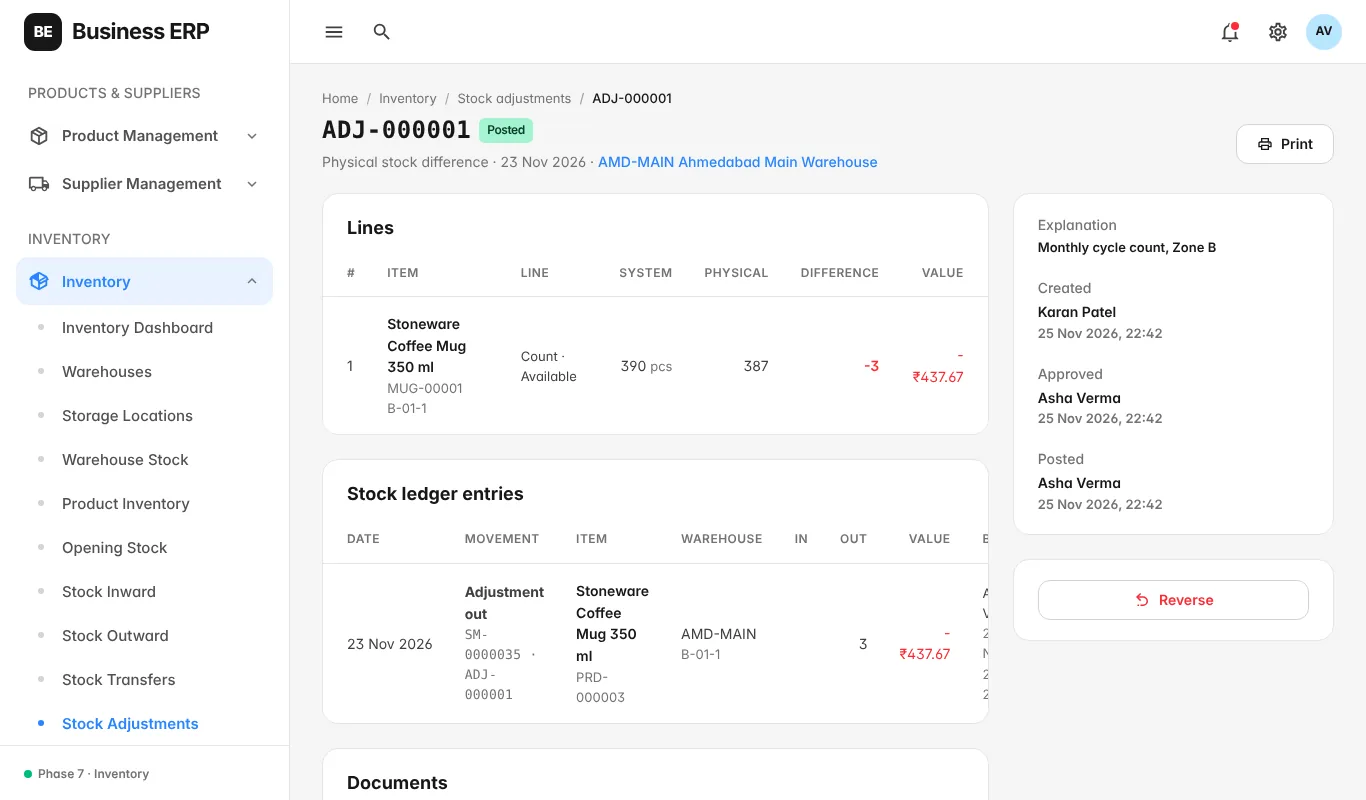 BE Business ERP
PRODUCTS & SUPPLIERS
Product Management
Supplier Management
INVENTORY
Inventory
Inventory Dashboard
Warehouses
Storage Locations
Warehouse Stock
Product Inventory
Opening Stock
Stock Inward
Stock Outward
Stock Transfers
Stock Adjustments
Phase 7 · Inventory
AV
Home / Inventory / Stock adjustments / ADJ-000001
ADJ-000001 Posted
Physical stock difference · 23 Nov 2026 · AMD-MAIN Ahmedabad Main Warehouse
Print
Lines
# ITEM LINE SYSTEM PHYSICAL DIFFERENCE VALUE
1
Stoneware
Coffee Mug
350 ml
MUG-00001
B-01-1
Count ·
Available
390 pcs
387
-3
-
₹437.67
Stock ledger entries
DATE MOVEMENT ITEM WAREHOUSE IN OUT VALUE
23 Nov 2026
Adjustment
out
SM-
0000035 ·
ADJ-
000001
Stoneware
Coffee
Mug 350
ml
PRD-
000003
AMD-MAIN
B-01-1
3
-
₹437.67
Documents
Explanation
Monthly cycle count, Zone B
Created
Karan Patel
25 Nov 2026, 22:42
Approved
Asha Verma
25 Nov 2026, 22:42
Posted
Asha Verma
25 Nov 2026, 22:42
Reverse